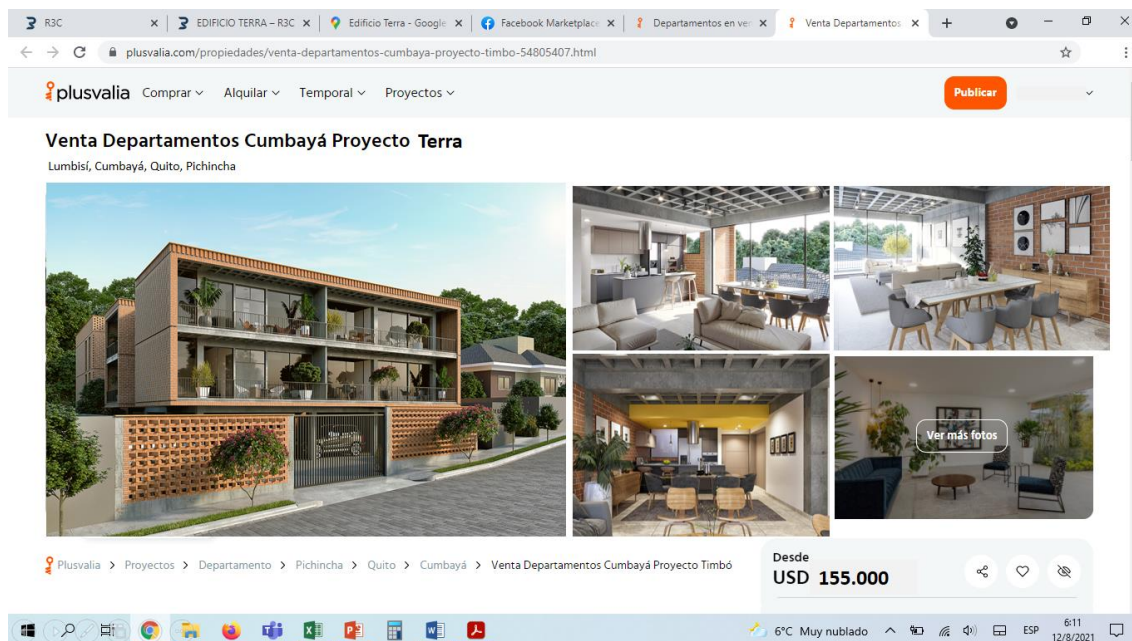 R3C
EDIFICIO TERRA – R3C
Edificio Terra - Google
Facebook Marketplace
Departamentos en ven
Venta Departamentos
plusvalia.com/propiedades/venta-departamentos-cumbaya-proyecto-timbo-54805407.html
plusvalia Comprar Alquilar Temporal Proyectos Publicar
Venta Departamentos Cumbayá Proyecto Terra
Lumbisí, Cumbayá, Quito, Pichincha
Ver más fotos
Plusvalia > Proyectos > Departamento > Pichincha > Quito > Cumbayá > Venta Departamentos Cumbayá Proyecto Timbó
Desde
USD 155.000
6°C Muy nublado ESP 6:11
12/8/2021